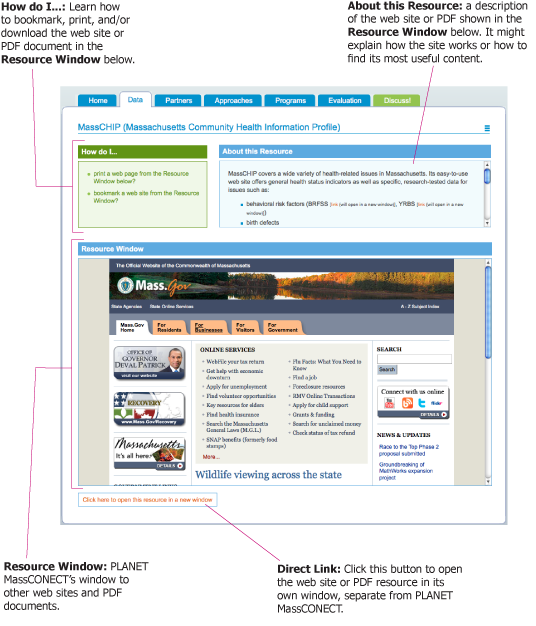 How do I...: Learn how
to bookmark, print, and/or
download the web site or
PDF document in the
Resource Window below.
About this Resource: a description
of the web site or PDF shown in the
Resource Window below. It might
explain how the site works or how to
find its most useful content.
Home Data Partners Approaches Programs Evaluation Discuss!
MassCHIP (Massachusetts Community Health Information Profile)
How do I...
print a web page from the Resource
Window below?
bookmark a web site from the Resource
Window?
About this Resource
MassCHIP covers a wide variety of health-related issues in Massachusetts. Its easy-to-use
web site offers general health status indicators as well as specific, research-tested data for
issues such as:
behavioral risk factors (BRFSS [link (will open in a new window)], YRBS [link (will open in a new
window)])
birth defects
Resource Window
The Official Website of the Commonwealth of Massachusetts
Mass.Gov
State Agencies State Online Services A - Z Subject Index
Mass.Gov
Home
For
Residents
For
Businesses
For
Visitors
For
Government
OFFICE OF
GOVERNOR
DEVAL PATRICK
visit our website
RECOVERY
www.Mass.Gov/Recovery
Massachusetts
It's all here!
DETAILS
ONLINE SERVICES
WebFile your tax return
Get help with economic
downturn
Apply for unemployment
Find volunteer opportunities
Key resources for elders
Find health insurance
Search the Massachusetts
General Laws (M.G.L.)
SNAP benefits (formerly food
stamps)
More...
Flu Facts: What You Need to
Know
Find a job
Foreclosure resources
RMV Online Transactions
Apply for child support
Grants & funding
Search for unclaimed money
Check status of tax refund
Wildlife viewing across the state
SEARCH
Search
Connect with us online
You Tube flickr
DETAILS
NEWS & UPDATES
Race to the Top Phase 2
proposal submitted
Groundbreaking of
MathWorks expansion
project
Click here to open this resource in a new window
Resource Window: PLANET
MassCONECT's window to
other web sites and PDF
documents.
Direct Link: Click this button to open
the web site or PDF resource in its
own window, separate from PLANET
MassCONECT.